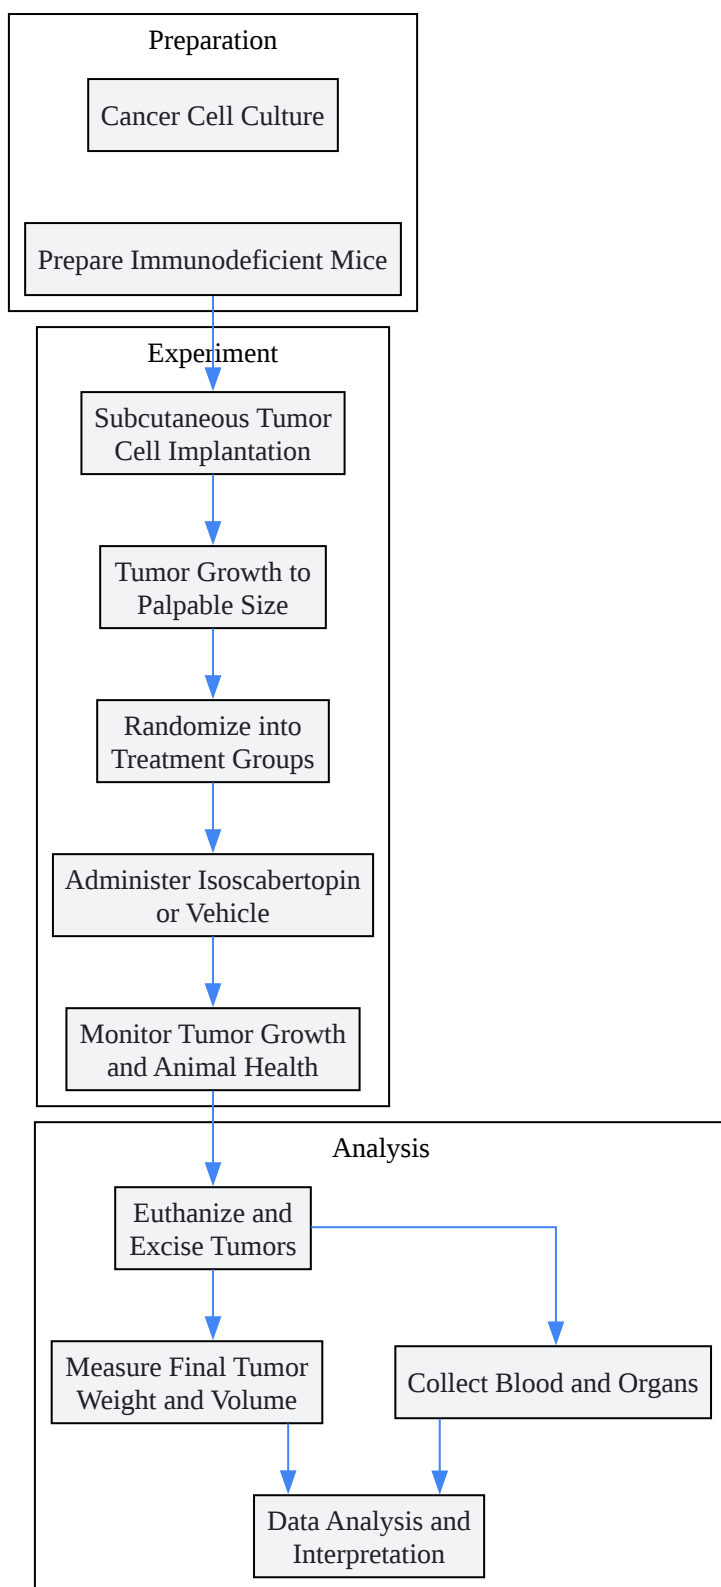 Preparation
Cancer Cell Culture
Prepare Immunodeficient Mice
Experiment
Subcutaneous Tumor
Cell Implantation
Tumor Growth to
Palpable Size
Randomize into
Treatment Groups
Administer Isoscabertopin
or Vehicle
Monitor Tumor Growth
and Animal Health
Analysis
Euthanize and
Excise Tumors
Measure Final Tumor
Weight and Volume
Collect Blood and Organs
Data Analysis and
Interpretation